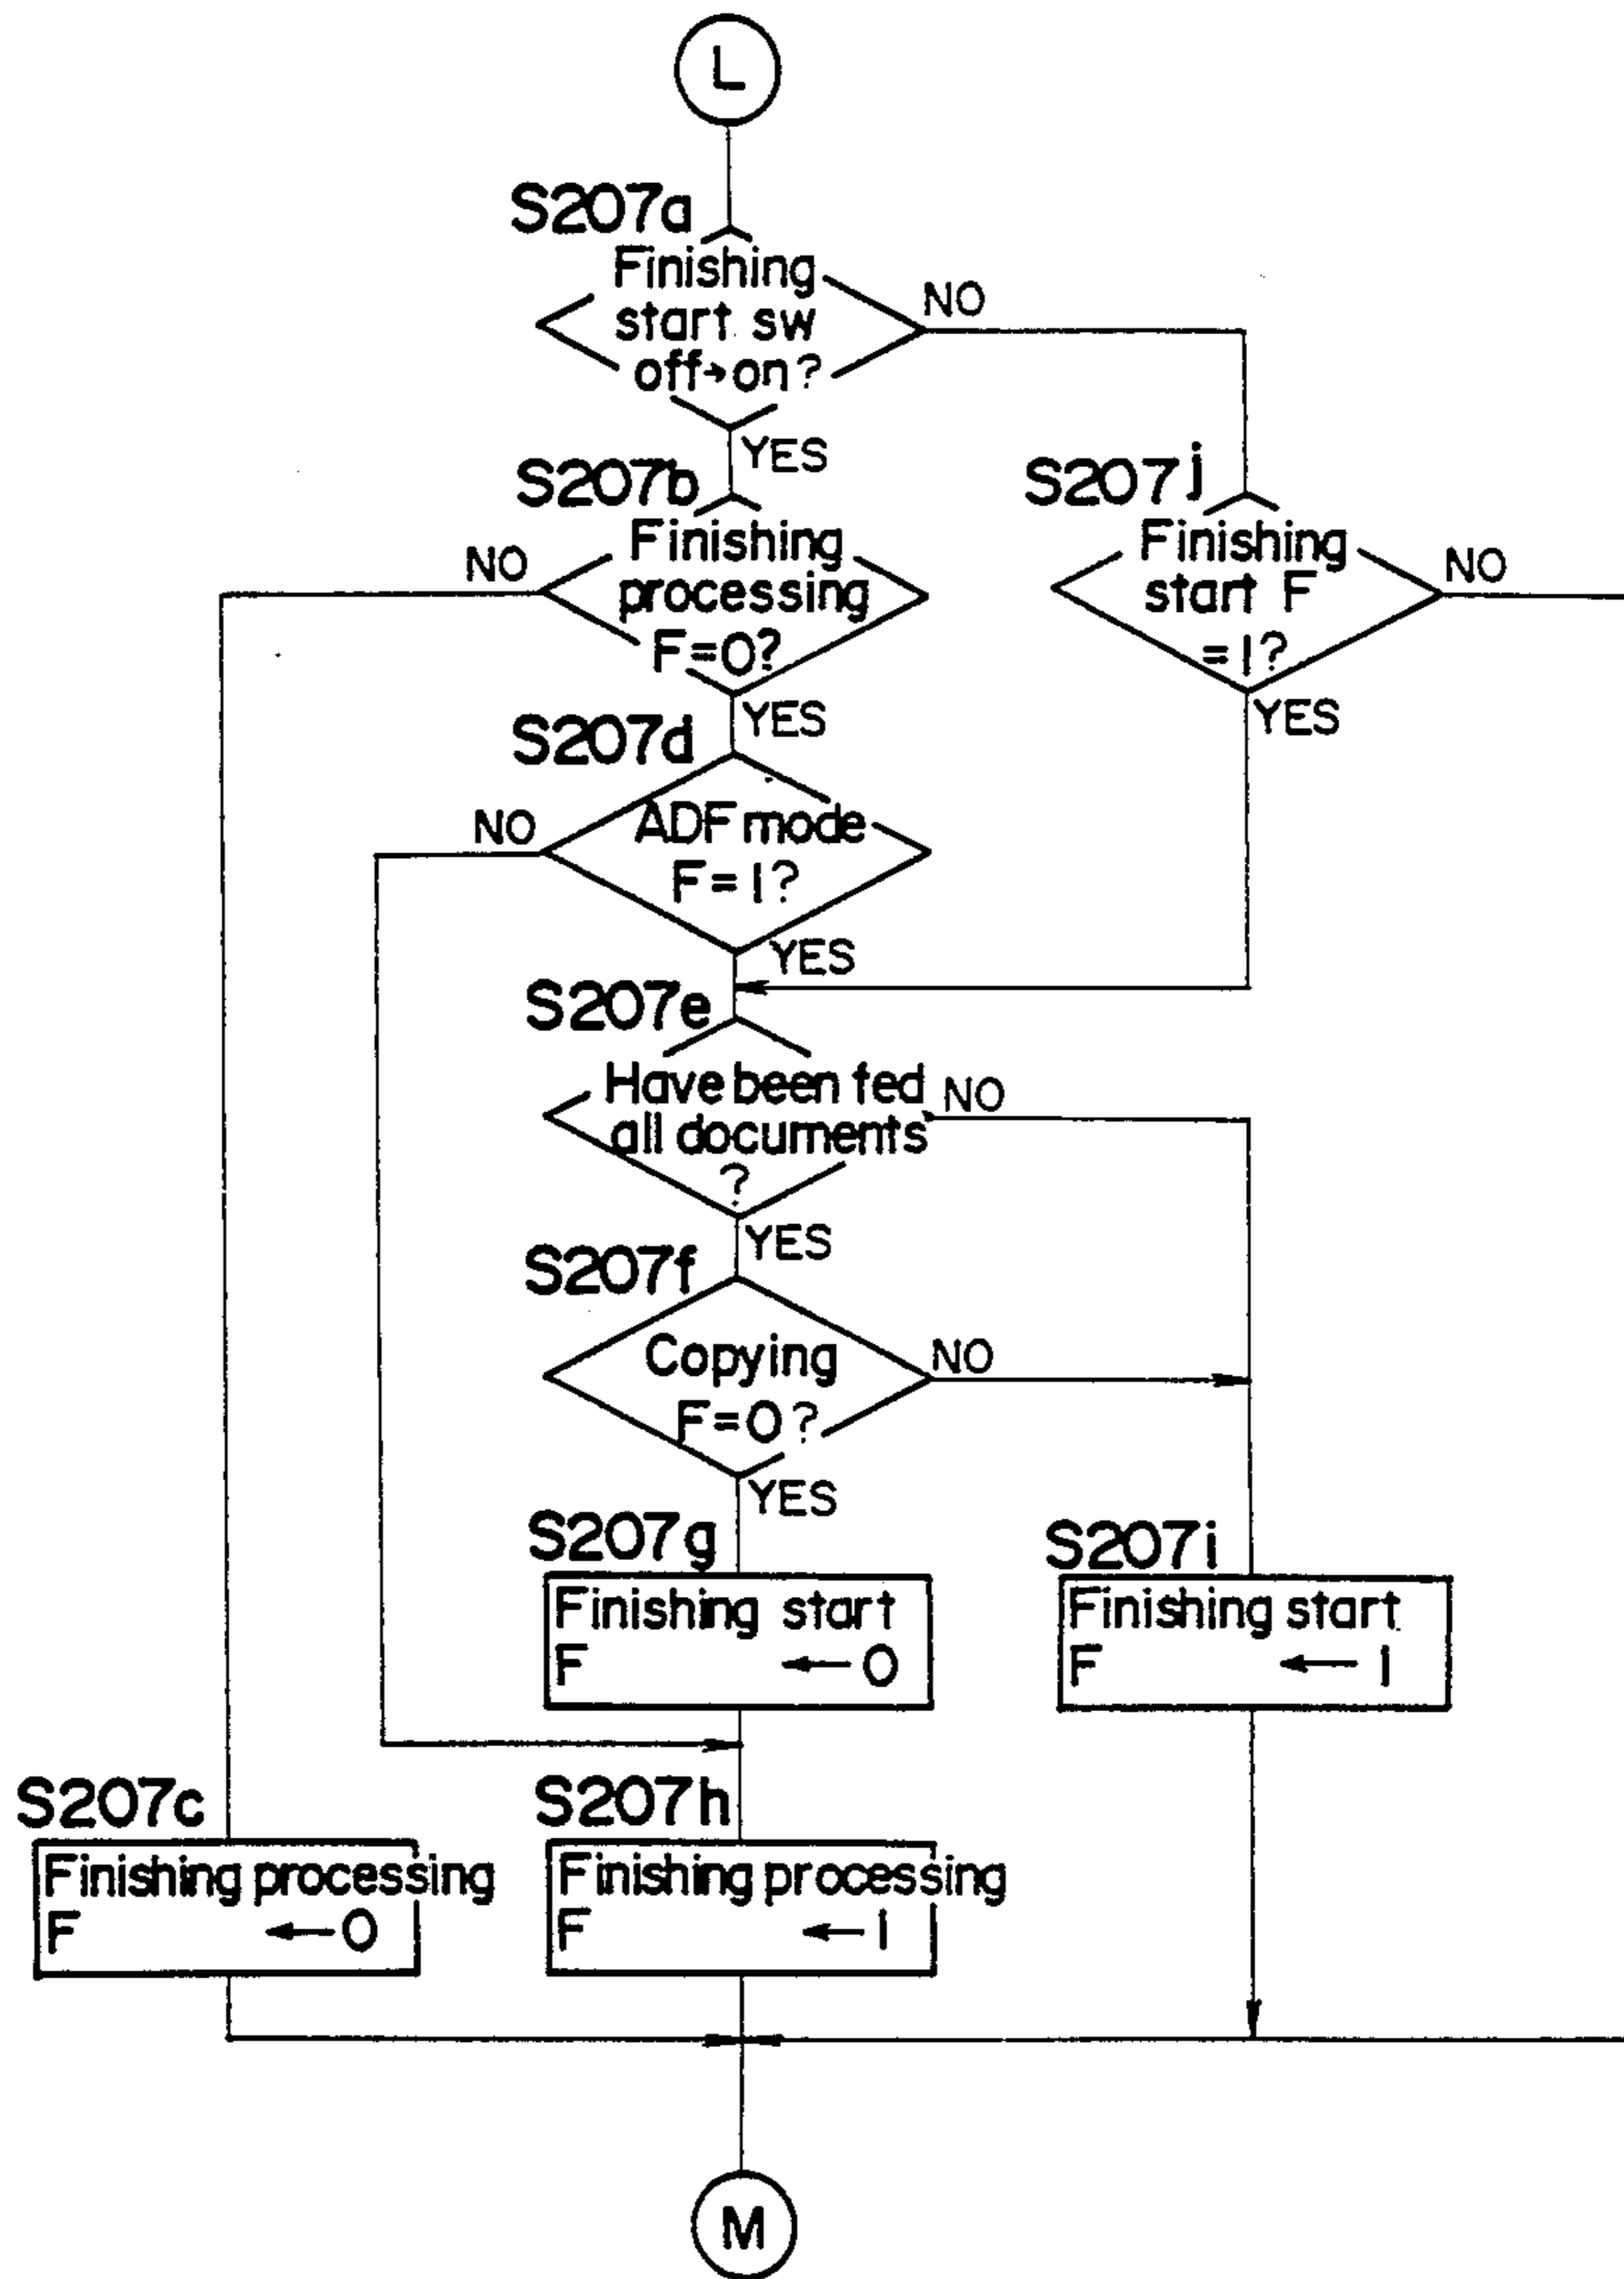 L
S207a
Finishing
start sw
off→on?
NO
YES
S207b
Finishing
processing
F=0?
NO
YES
S207j
Finishing
start F
=1?
NO
YES
S207d
ADF mode
F=1?
NO
YES
S207e
Have been fed
all documents
?
NO
YES
S207f
Copying
F=0?
NO
YES
S207g
Finishing start
F ←0
S207i
Finishing start
F ←1
S207c
Finishing processing
F ←0
S207h
Finishing processing
F ←1
M